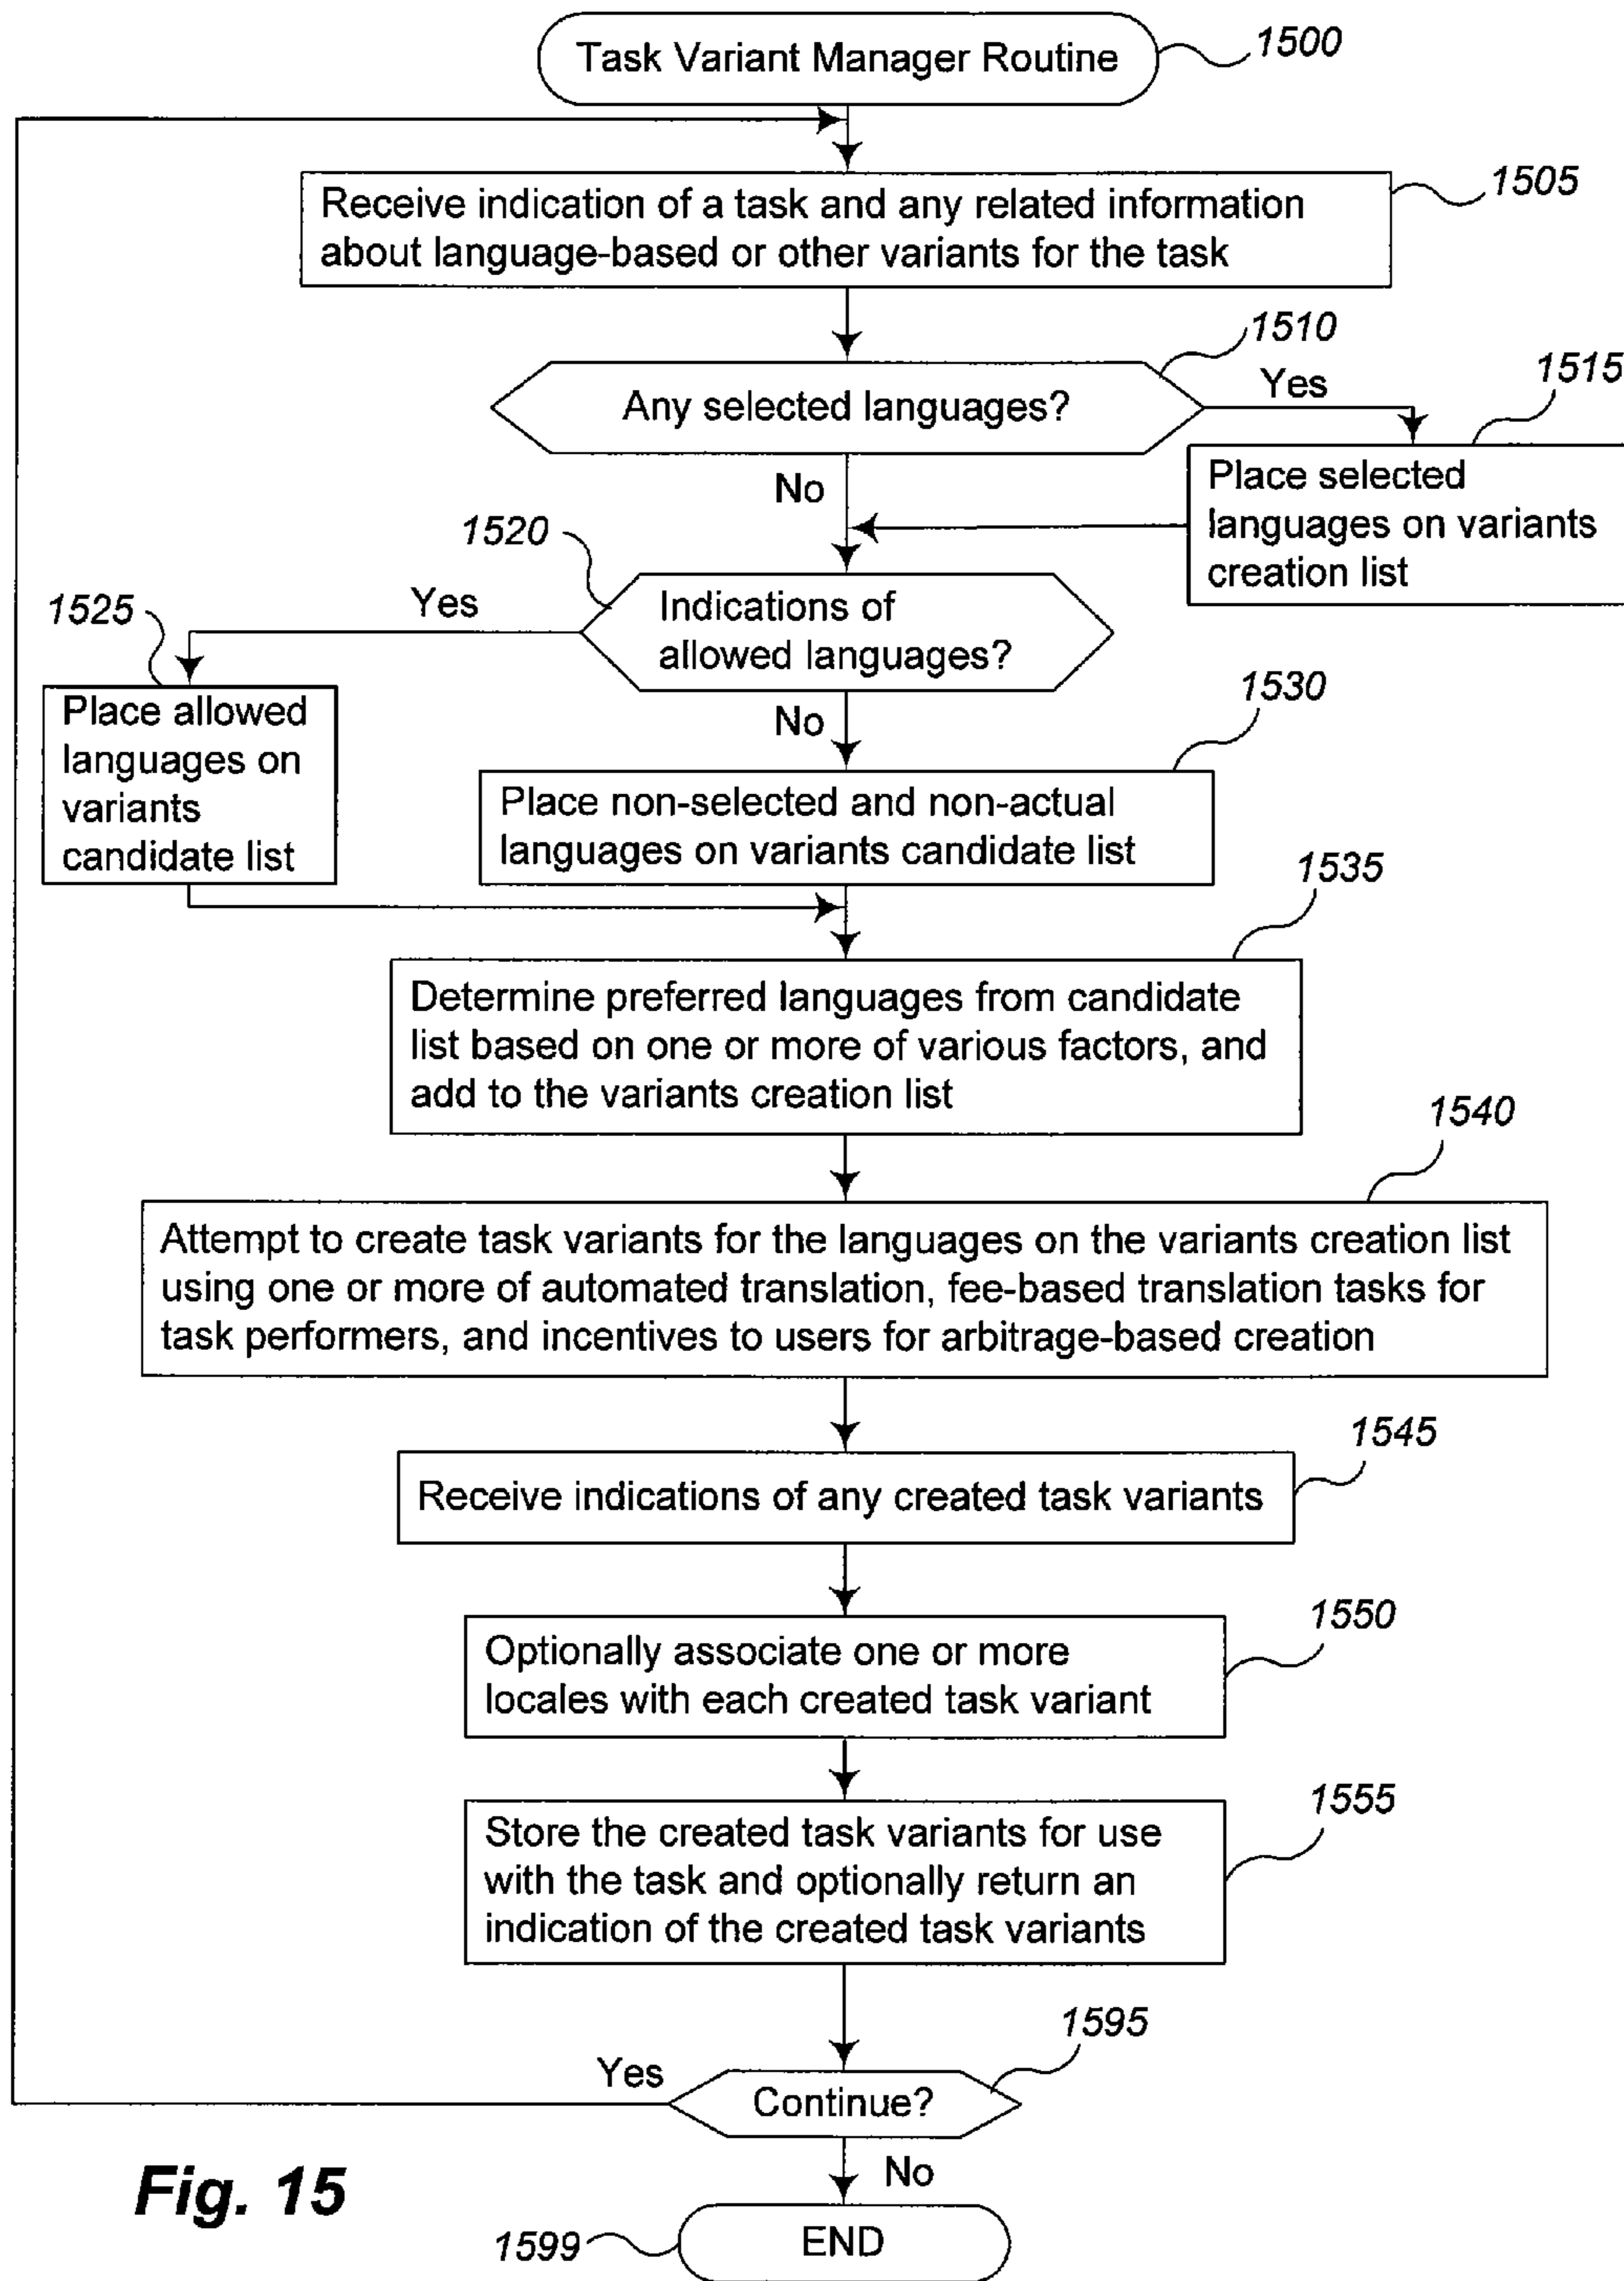 Task Variant Manager Routine
1500
Receive indication of a task and any related information
about language-based or other variants for the task
1505
Any selected languages?
1510
Yes
1515
No
Place selected
languages on variants
creation list
1520
Indications of
allowed languages?
Yes
1525
No
1530
Place allowed
languages on
variants
candidate list
Place non-selected and non-actual
languages on variants candidate list
1535
Determine preferred languages from candidate
list based on one or more of various factors, and
add to the variants creation list
1540
Attempt to create task variants for the languages on the variants creation list
using one or more of automated translation, fee-based translation tasks for
task performers, and incentives to users for arbitrage-based creation
1545
Receive indications of any created task variants
1550
Optionally associate one or more
locales with each created task variant
1555
Store the created task variants for use
with the task and optionally return an
indication of the created task variants
1595
Yes
Continue?
No
Fig. 15
1599
END